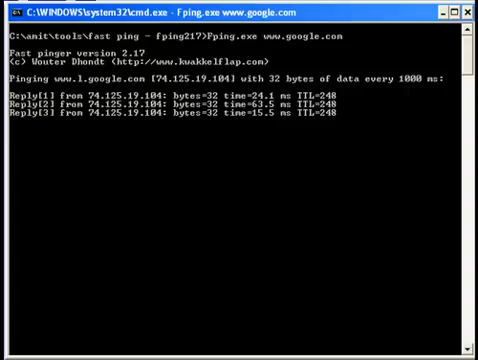 C:\WINDOWS\system32\cmd.exe - Fping.exe www.google.com
C:\amit\tools\fast ping - fping217>Fping.exe www.google.com
Fast pinger version 2.17
(c) Wouter Dhondt (http://www.kwakkelflap.com)
Pinging www.l.google.com [74.125.19.104] with 32 bytes of data every 1000 ms:
Reply[1] from 74.125.19.104: bytes=32 time=24.1 ms TTL=248
Reply[2] from 74.125.19.104: bytes=32 time=63.5 ms TTL=248
Reply[3] from 74.125.19.104: bytes=32 time=15.5 ms TTL=248